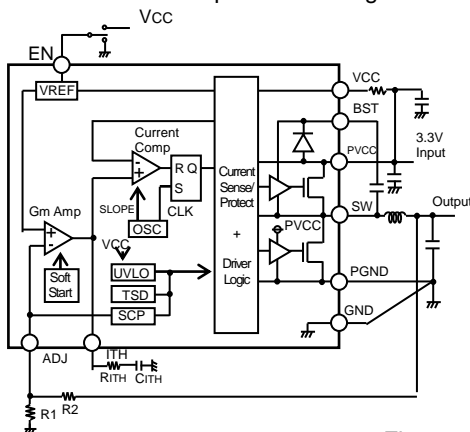 VCC
EN
VREF
VCC
BST
Current
Comp
-
+
R Q
S
Current
Sense/
Protect
+
Driver
Logic
PVCC
3.3V
Input
Gm Amp
SLOPE
OSC
CLK
VCC
+
-
Soft
Start
UVLO
TSD
SCP
PVCC
SW
Output
PGND
GND
ADJ
ITH
RITH
CITH
R1
R2